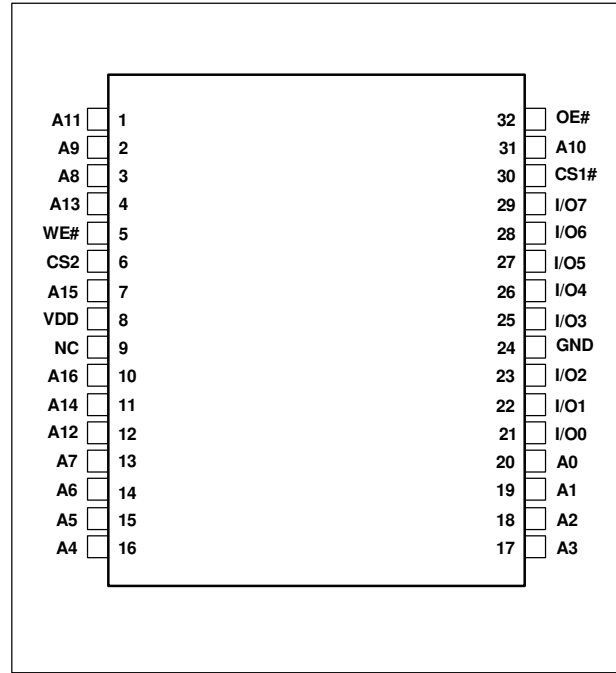 A11 1 32 OE#
A9 2 31 A10
A8 3 30 CS1#
A13 4 29 I/O7
WE# 5 28 I/O6
CS2 6 27 I/O5
A15 7 26 I/O4
VDD 8 25 I/O3
NC 9 24 GND
A16 10 23 I/O2
A14 11 22 I/O1
A12 12 21 I/O0
A7 13 20 A0
A6 14 19 A1
A5 15 18 A2
A4 16 17 A3